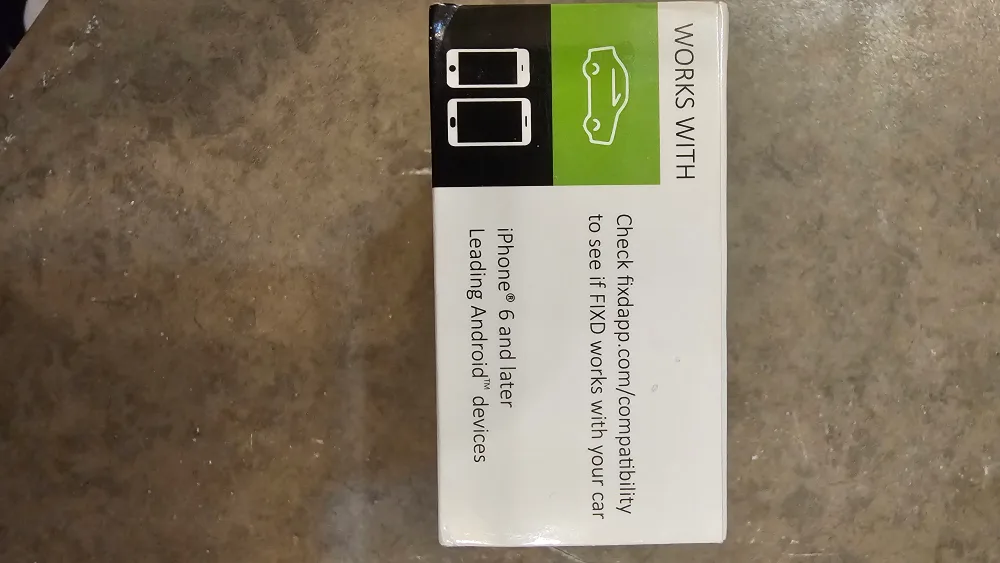 WORKS WITH
Check fixdapp.com/compatibility
to see if FIXD works with your car
iPhone® 6 and later
Leading Android™ devices